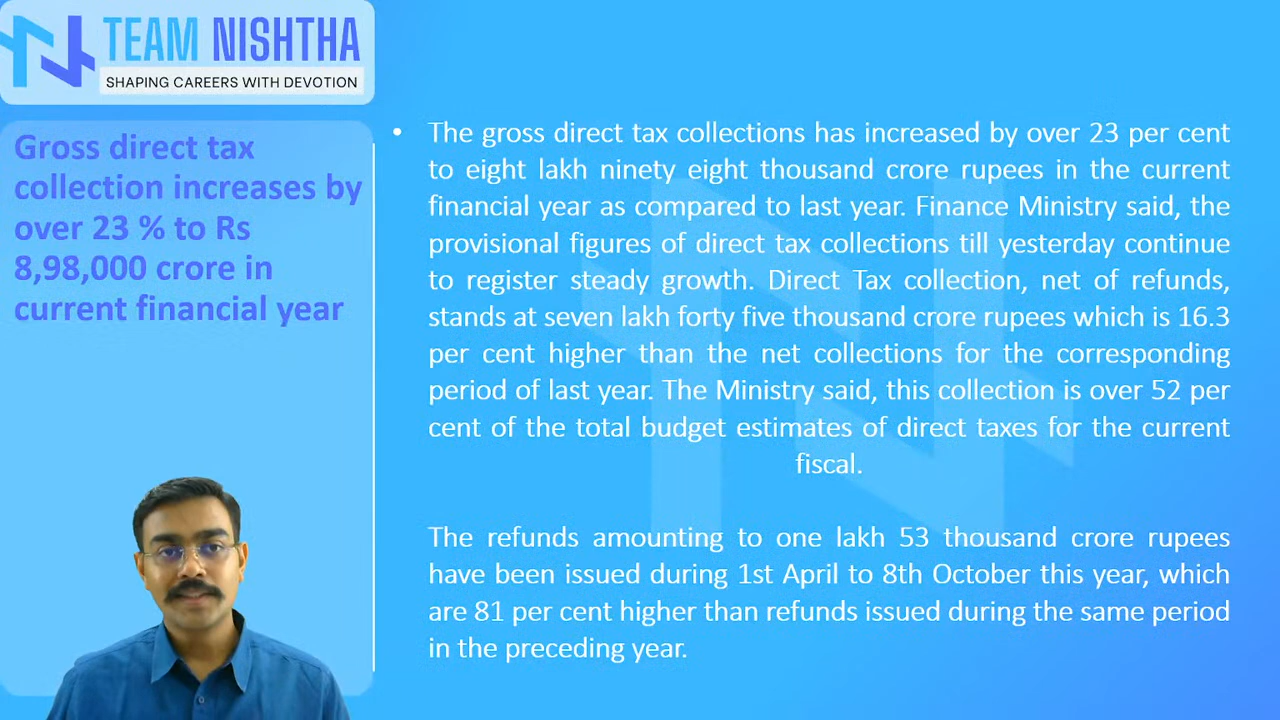 TEAM NISHTHA
SHAPING CAREERS WITH DEVOTION
Gross direct tax
collection increases by
over 23 % to Rs
8,98,000 crore in
current financial year
• The gross direct tax collections has increased by over 23 per cent
to eight lakh ninety eight thousand crore rupees in the current
financial year as compared to last year. Finance Ministry said, the
provisional figures of direct tax collections till yesterday continue
to register steady growth. Direct Tax collection, net of refunds,
stands at seven lakh forty five thousand crore rupees which is 16.3
per cent higher than the net collections for the corresponding
period of last year. The Ministry said, this collection is over 52 per
cent of the total budget estimates of direct taxes for the current
fiscal.
The refunds amounting to one lakh 53 thousand crore rupees
have been issued during 1st April to 8th October this year, which
are 81 per cent higher than refunds issued during the same period
in the preceding year.